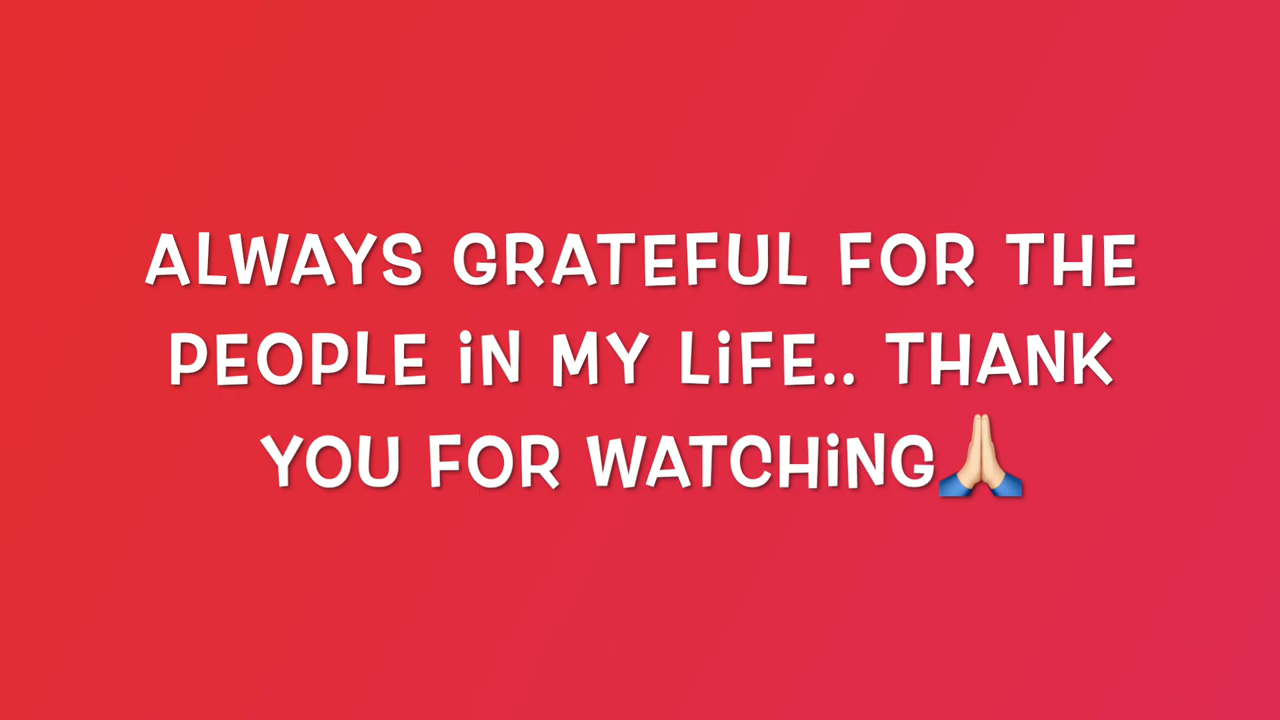 ALWAYS GRATEFUL FOR THE
PEOPLE iN MY LiFE.. THANK
YOU FOR WATCHiNG🙏🏼